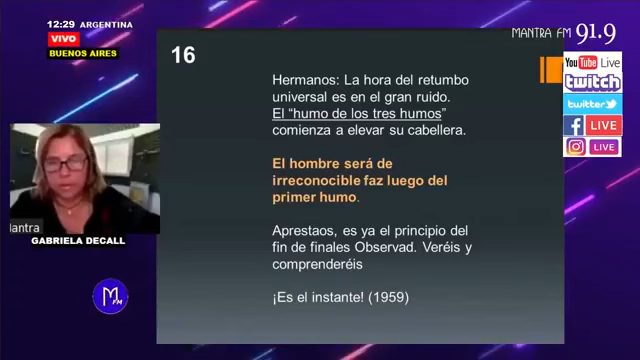 12:29 ARGENTINA
VIVO
BUENOS AIRES
MANTRA FM 91.9
YouTube Live
twitch
twitter
LIVE
LIVE
16
Hermanos: La hora del retumbo
universal es en el gran ruido.
El “humo de los tres humos”
comienza a elevar su cabellera.
El hombre será de
irreconocible faz luego del
primer humo.
Aprestaos, es ya el principio del
fin de finales Observad. Veréis y
comprenderéis
¡Es el instante! (1959)
Mantra
GABRIELA DECALL
M FM